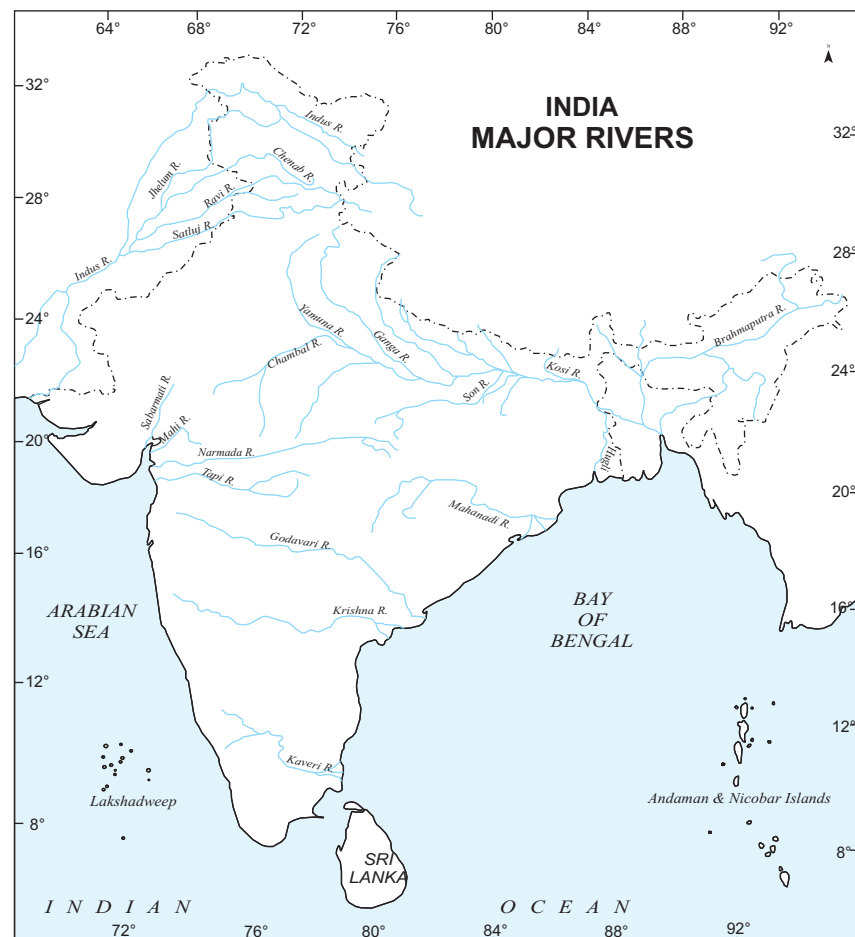 64° 68° 72° 76° 80° 84° 88° 92°
N
32°
INDIA
MAJOR RIVERS
Indus R.
32°
Chenab R.
Jhelum R.
28°
Ravi R.
Satluj R.
28°
Indus R.
24°
Yamuna R.
Brahmaputra R.
Ganga R.
Chambal R.
24°
Kosi R.
Son R.
Sabarmati R.
Mahi R.
20°
Narmada R.
Hugli
Tapi R.
20°
Mahanadi R.
Godavari R.
16°
ARABIAN
SEA
Krishna R.
BAY
OF
BENGAL
16°
12°
12°
Kaveri R.
Lakshadweep
Andaman & Nicobar Islands
8°
8°
SRI
LANKA
INDIAN OCEAN
72° 76° 80° 84° 88° 92°